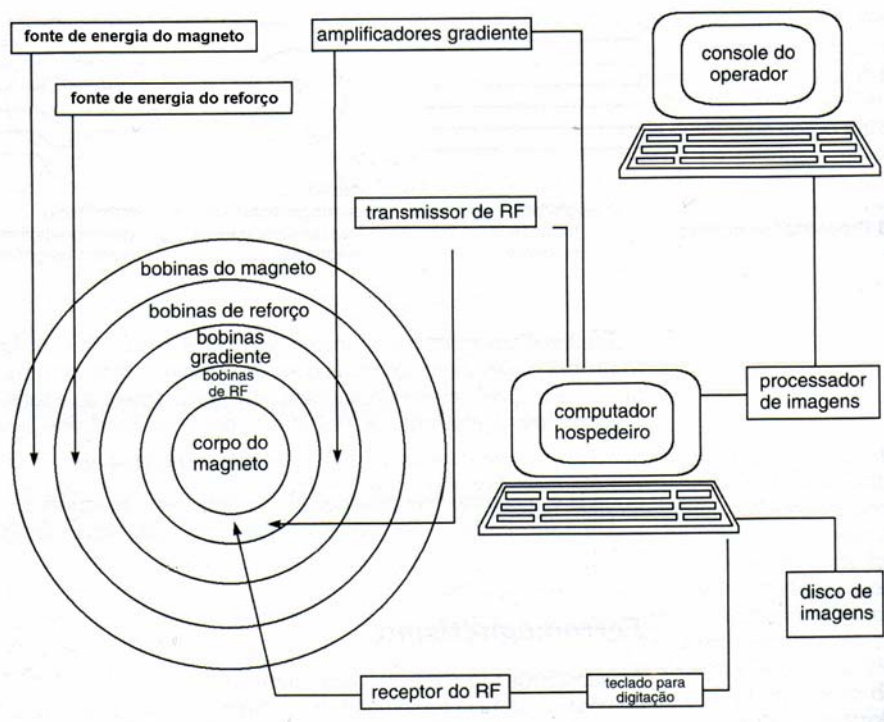 fonte de energia do magneto
amplificadores gradiente
console do
operador
fonte de energia do reforço
transmissor de RF
bobinas do magneto
bobinas de reforço
bobinas
gradiente
bobinas
de RF
corpo do
magneto
computador
hospedeiro
processador
de imagens
disco de
imagens
receptor do RF
teclado para
digitação